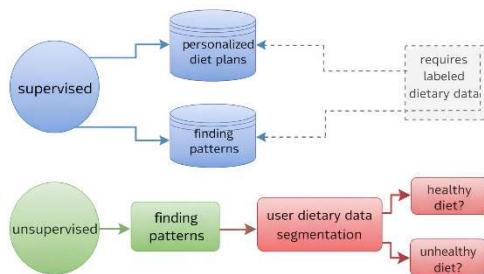 personalized
diet plans
requires
labeled
dietary data
supervised
finding
patterns
unsupervised
finding
patterns
user dietary data
segmentation
healthy
diet?
unhealthy
diet?